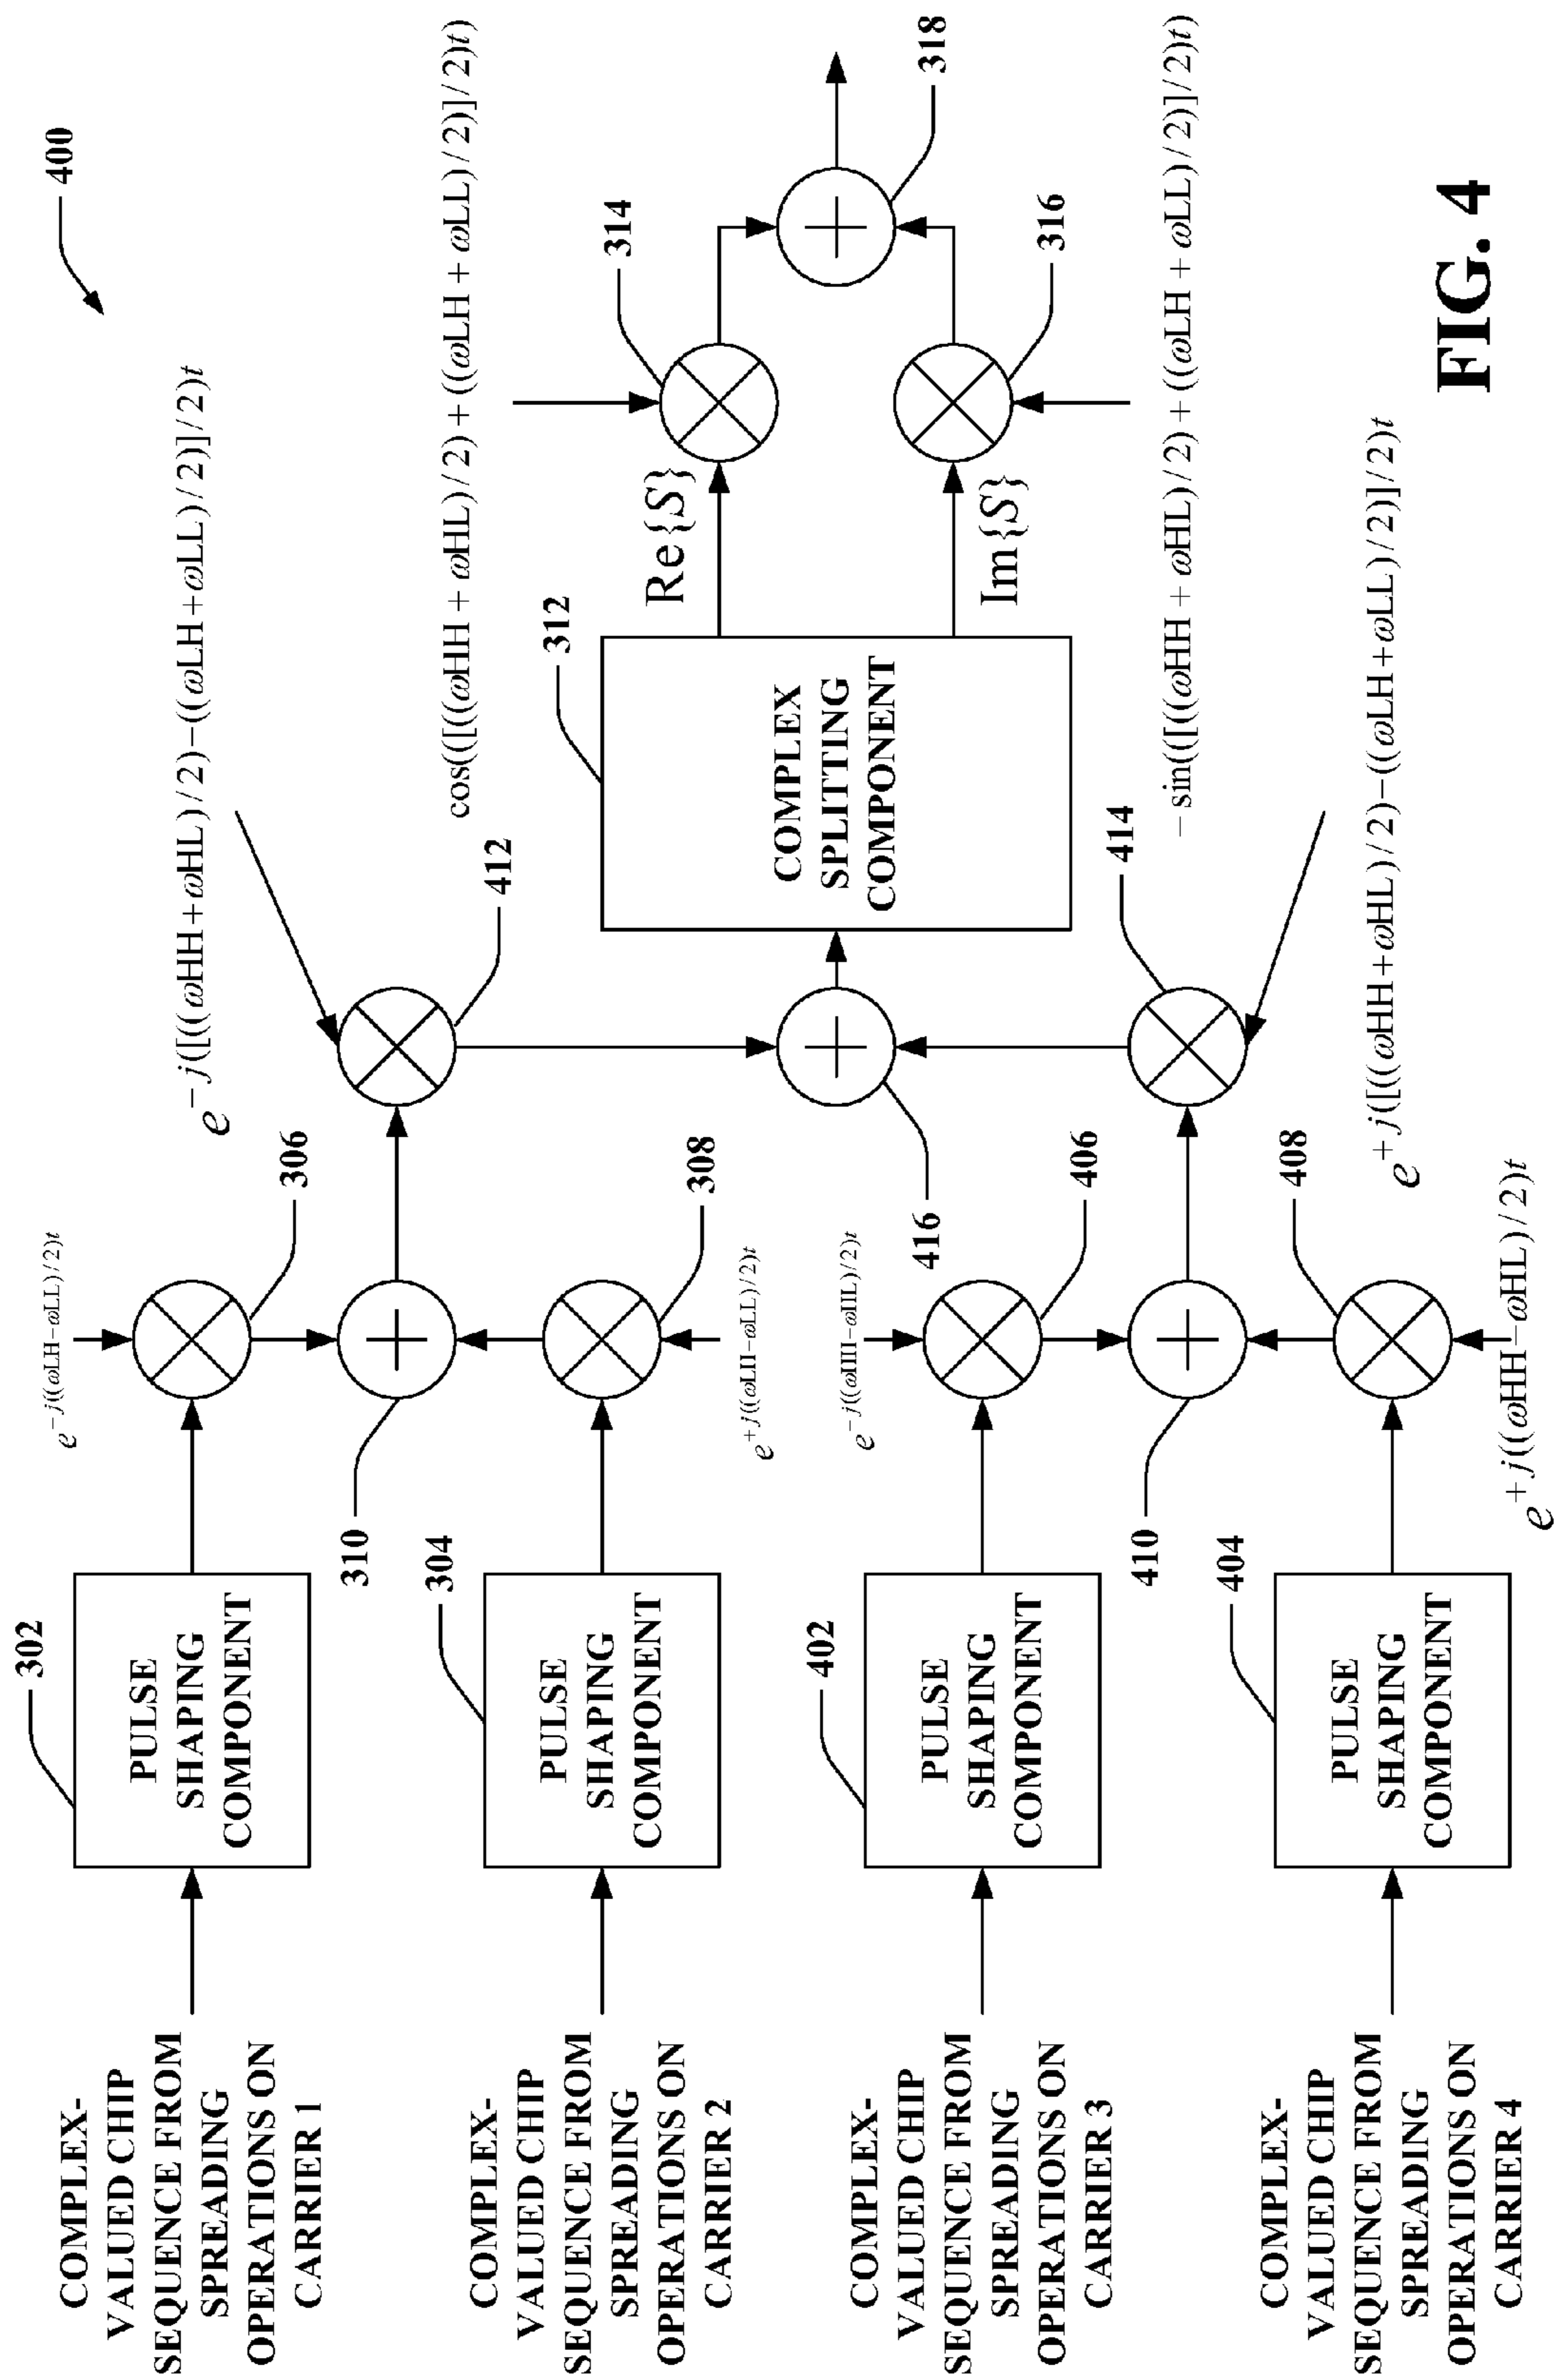 400
COMPLEX-
VALUED CHIP
SEQUENCE FROM
SPREADING
OPERATIONS ON
CARRIER 1
302
PULSE
SHAPING
COMPONENT
e^{−j((ωLH−ωLL)/2)t}
306
310
COMPLEX-
VALUED CHIP
SEQUENCE FROM
SPREADING
OPERATIONS ON
CARRIER 2
304
PULSE
SHAPING
COMPONENT
308
e^{+j((ωLH−ωLL)/2)t}
e^{−j([((ωHH+ωHL)/2)−((ωLH+ωLL)/2)]/2)t}
412
416
COMPLEX-
VALUED CHIP
SEQUENCE FROM
SPREADING
OPERATIONS ON
CARRIER 3
402
PULSE
SHAPING
COMPONENT
e^{−j((ωHH−ωHL)/2)t}
406
410
COMPLEX-
VALUED CHIP
SEQUENCE FROM
SPREADING
OPERATIONS ON
CARRIER 4
404
PULSE
SHAPING
COMPONENT
408
e^{+j((ωHH−ωHL)/2)t}
414
e^{+j([((ωHH+ωHL)/2)−((ωLH+ωLL)/2)]/2)t}
312
COMPLEX
SPLITTING
COMPONENT
Re{S}
Im{S}
cos(([((ωHH + ωHL)/2) + ((ωLH + ωLL)/2)]/2)t)
314
316
318
−sin(([((ωHH + ωHL)/2) + ((ωLH + ωLL)/2)]/2)t)
FIG. 4